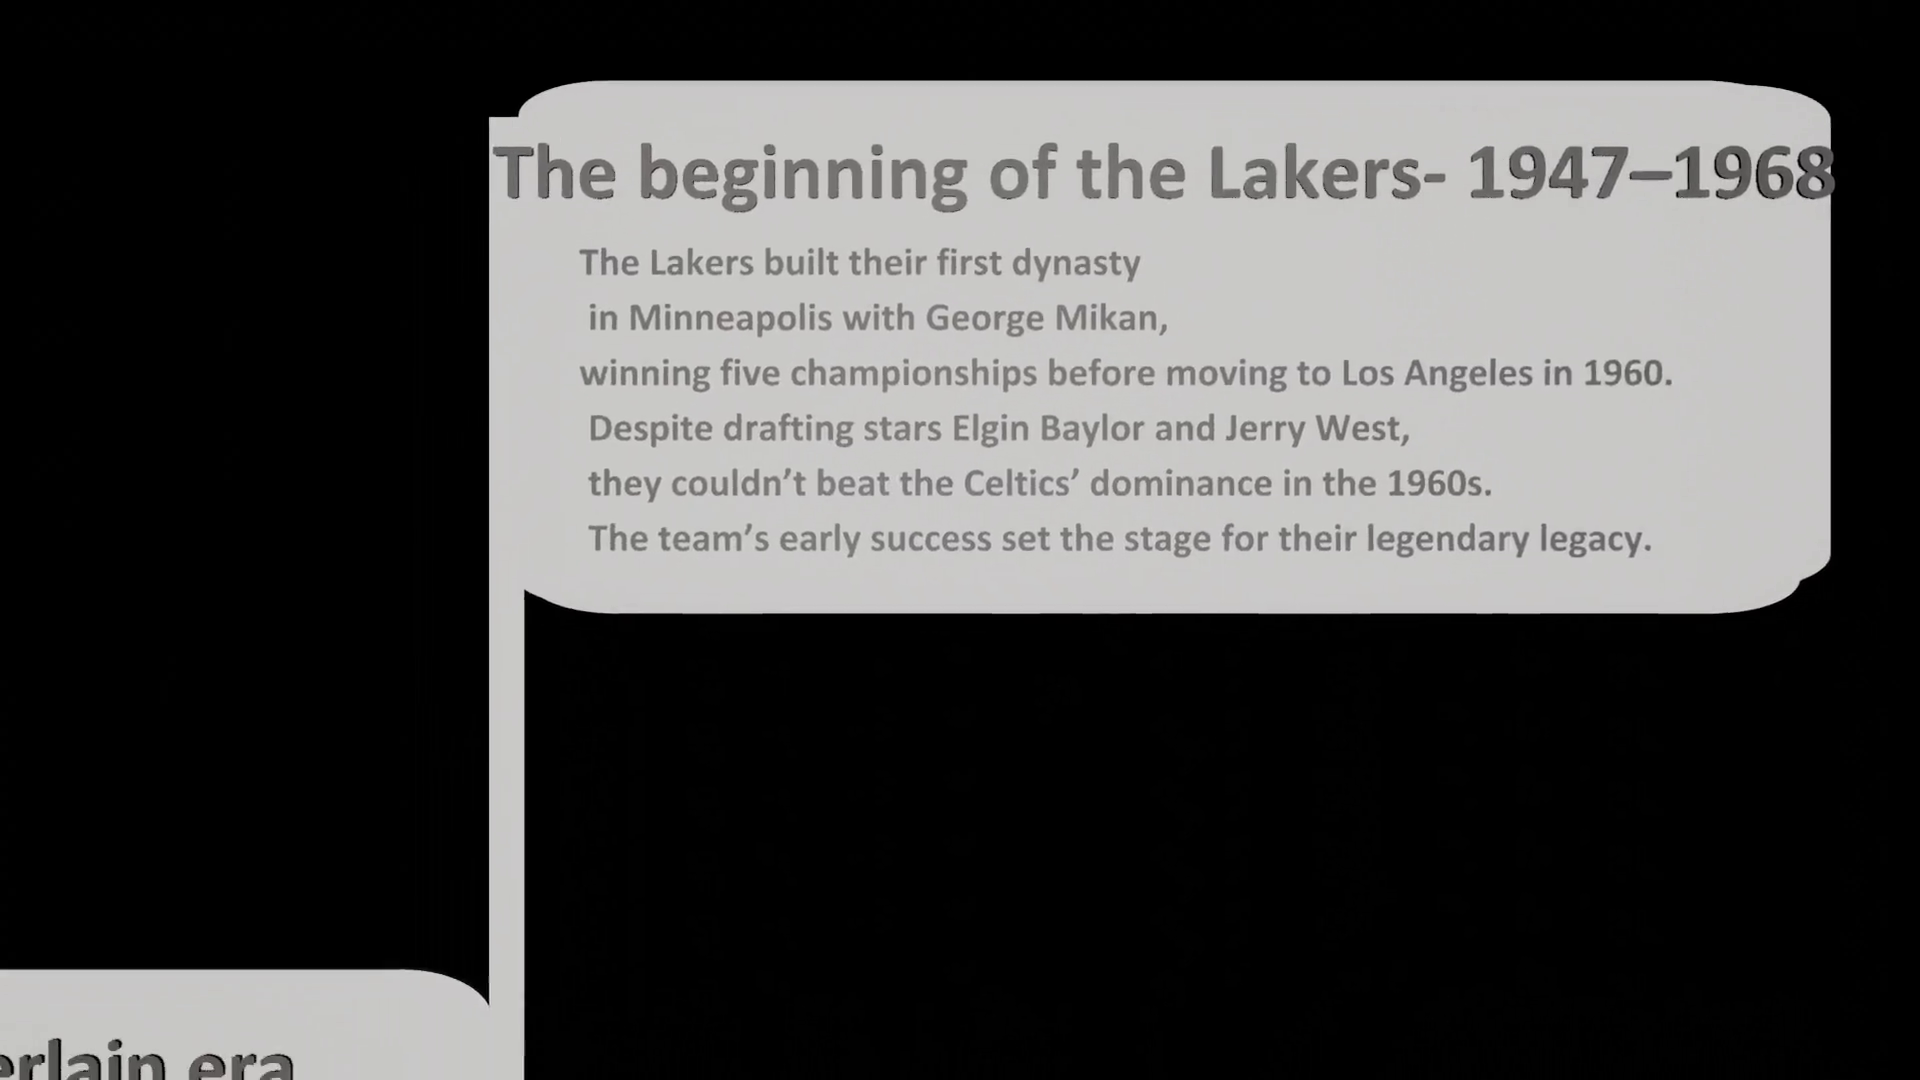 The beginning of the Lakers- 1947–1968
The Lakers built their first dynasty
in Minneapolis with George Mikan,
winning five championships before moving to Los Angeles in 1960.
Despite drafting stars Elgin Baylor and Jerry West,
they couldn’t beat the Celtics’ dominance in the 1960s.
The team’s early success set the stage for their legendary legacy.
erlain era